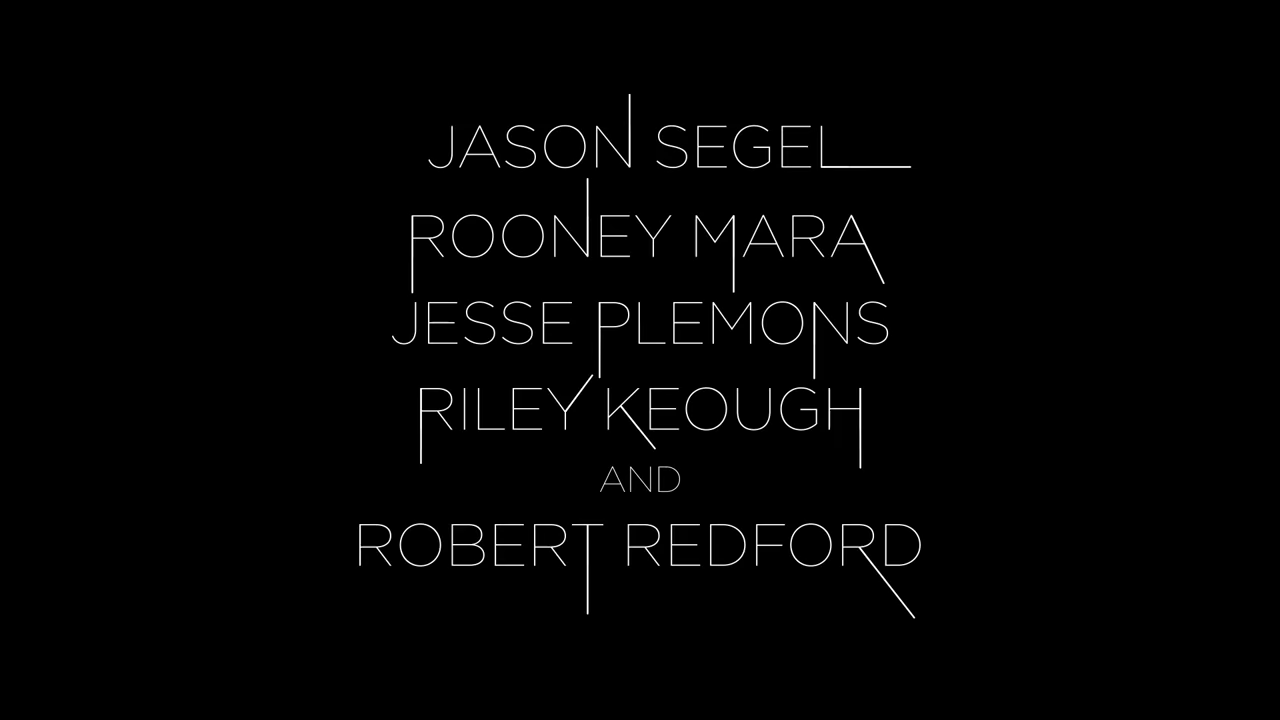 JASON SEGEL
ROONEY MARA
JESSE PLEMONS
RILEY KEOUGH
AND
ROBERT REDFORD